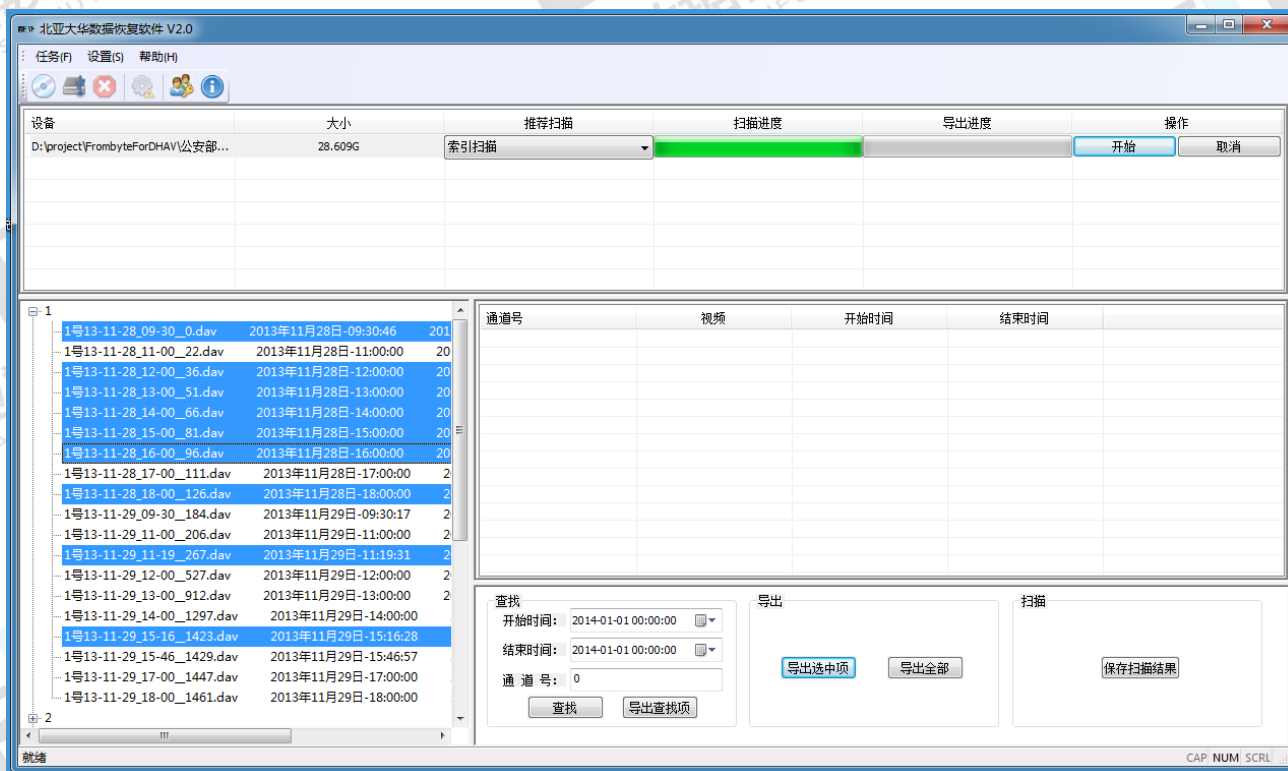 北亚大华数据恢复软件 V2.0
任务(F) 设置(S) 帮助(H)
设备 大小 推荐扫描 扫描进度 导出进度 操作
D:\project\FrombyteForDHAV\公安部... 28.609G 索引扫描 开始 取消
1
1号13-11-28_09-30__0.dav 2013年11月28日-09:30:46 201
1号13-11-28_11-00__22.dav 2013年11月28日-11:00:00 20
1号13-11-28_12-00__36.dav 2013年11月28日-12:00:00 20
1号13-11-28_13-00__51.dav 2013年11月28日-13:00:00 20
1号13-11-28_14-00__66.dav 2013年11月28日-14:00:00 20
1号13-11-28_15-00__81.dav 2013年11月28日-15:00:00 20
1号13-11-28_16-00__96.dav 2013年11月28日-16:00:00 20
1号13-11-28_17-00__111.dav 2013年11月28日-17:00:00 2
1号13-11-28_18-00__126.dav 2013年11月28日-18:00:00 2
1号13-11-29_09-30__184.dav 2013年11月29日-09:30:17 2
1号13-11-29_11-00__206.dav 2013年11月29日-11:00:00 2
1号13-11-29_11-19__267.dav 2013年11月29日-11:19:31 2
1号13-11-29_12-00__527.dav 2013年11月29日-12:00:00 2
1号13-11-29_13-00__912.dav 2013年11月29日-13:00:00 2
1号13-11-29_14-00__1297.dav 2013年11月29日-14:00:00
1号13-11-29_15-16__1423.dav 2013年11月29日-15:16:28
1号13-11-29_15-46__1429.dav 2013年11月29日-15:46:57
1号13-11-29_17-00__1447.dav 2013年11月29日-17:00:00
1号13-11-29_18-00__1461.dav 2013年11月29日-18:00:00
2
通道号 视频 开始时间 结束时间
查找
开始时间: 2014-01-01 00:00:00
结束时间: 2014-01-01 00:00:00
通 道 号: 0
查找 导出查找项
导出
导出选中项 导出全部
扫描
保存扫描结果
就绪 CAP NUM SCRL